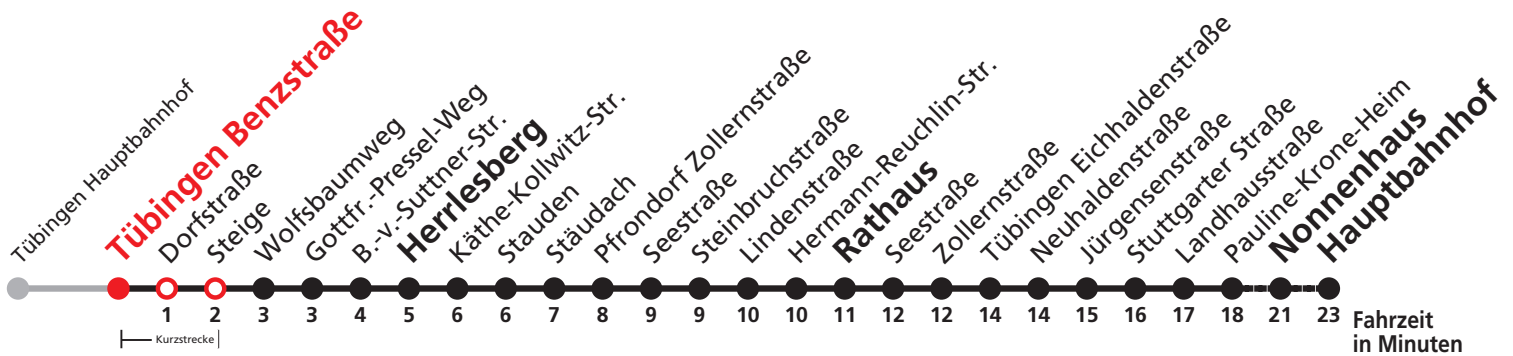 Tübingen Hauptbahnhof
Tübingen Benzstraße
Dorfstraße
Steige
Wolfsbaumweg
Gottfr.-Pressel-Weg
B.-v.-Suttner-Str.
Herrlesberg
Käthe-Kollwitz-Str.
Stauden
Stäudach
Pfrondorf Zollernstraße
Seestraße
Steinbruchstraße
Lindenstraße
Hermann-Reuchlin-Str.
Rathaus
Seestraße
Zollernstraße
Tübingen Eichhaldenstraße
Neuhaldenstraße
Jürgensenstraße
Stuttgarter Straße
Landhausstraße
Pauline-Krone-Heim
Nonnenhaus
Hauptbahnhof
1 2 3 3 4 5 6 6 7 8 9 9 10 10 11 12 12 14 14 15 16 17 18 21 23
Fahrzeit
in Minuten
Kurzstrecke